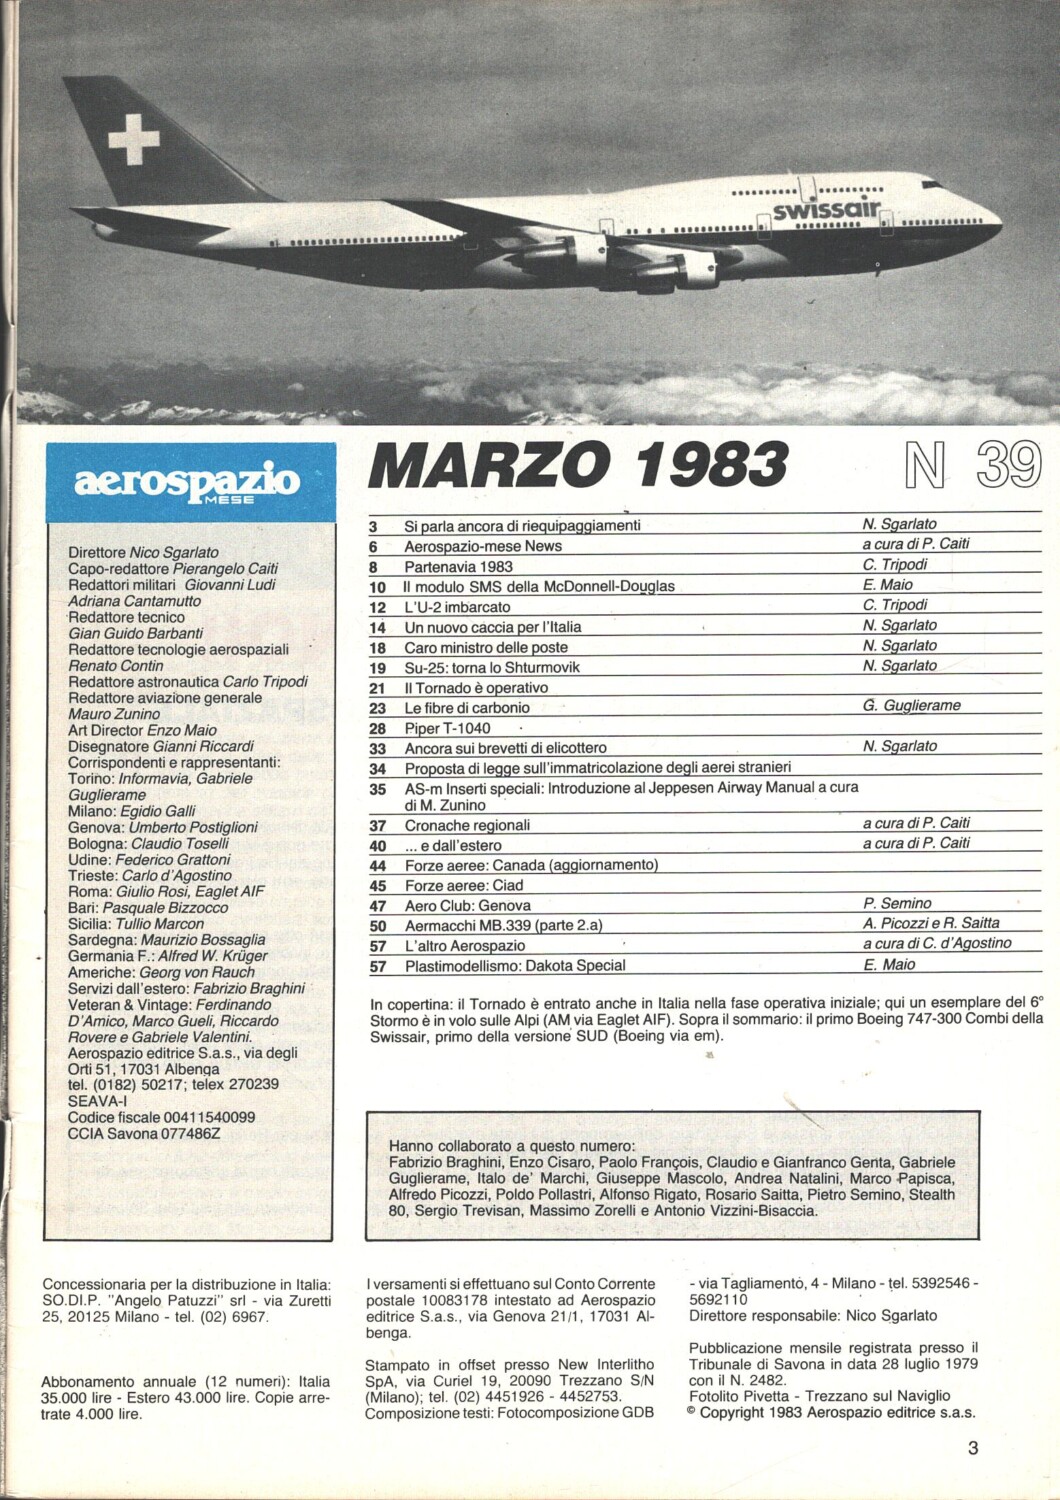 swissair
aerospazio
MESE
MARZO 1983 N 39
Direttore Nico Sgarlato
Capo-redattore Pierangelo Caiti
Redattori militari Giovanni Ludi
Adriana Cantamutto
Redattore tecnico
Gian Guido Barbanti
Redattore tecnologie aerospaziali
Renato Contin
Redattore astronautica Carlo Tripodi
Redattore aviazione generale
Mauro Zunino
Art Director Enzo Maio
Disegnatore Gianni Riccardi
Corrispondenti e rappresentanti:
Torino: Informavia, Gabriele
Guglierame
Milano: Egidio Galli
Genova: Umberto Postiglioni
Bologna: Claudio Toselli
Udine: Federico Grattoni
Trieste: Carlo d'Agostino
Roma: Giulio Rosi, Eaglet AIF
Bari: Pasquale Bizzocco
Sicilia: Tullio Marcon
Sardegna: Maurizio Bossaglia
Germania F.: Alfred W. Krüger
Americhe: Georg von Rauch
Servizi dall'estero: Fabrizio Braghini
Veteran & Vintage: Ferdinando
D'Amico, Marco Gueli, Riccardo
Rovere e Gabriele Valentini.
Aerospazio editrice S.a.s., via degli
Orti 51, 17031 Albenga
tel. (0182) 50217; telex 270239
SEAVA-I
Codice fiscale 00411540099
CCIA Savona 077486Z
3 Si parla ancora di riequipaggiamenti N. Sgarlato
6 Aerospazio-mese News a cura di P. Caiti
8 Partenavia 1983 C. Tripodi
10 Il modulo SMS della McDonnell-Douglas E. Maio
12 L'U-2 imbarcato C. Tripodi
14 Un nuovo caccia per l'Italia N. Sgarlato
18 Caro ministro delle poste N. Sgarlato
19 Su-25: torna lo Shturmovik N. Sgarlato
21 Il Tornado è operativo
23 Le fibre di carbonio G. Guglierame
28 Piper T-1040
33 Ancora sui brevetti di elicottero N. Sgarlato
34 Proposta di legge sull'immatricolazione degli aerei stranieri
35 AS-m Inserti speciali: Introduzione al Jeppesen Airway Manual a cura
di M. Zunino
37 Cronache regionali a cura di P. Caiti
40 ... e dall'estero a cura di P. Caiti
44 Forze aeree: Canada (aggiornamento)
45 Forze aeree: Ciad
47 Aero Club: Genova P. Semino
50 Aermacchi MB.339 (parte 2.a) A. Picozzi e R. Saitta
57 L'altro Aerospazio a cura di C. d'Agostino
57 Plastimodellismo: Dakota Special E. Maio
In copertina: il Tornado è entrato anche in Italia nella fase operativa iniziale; qui un esemplare del 6°
Stormo è in volo sulle Alpi (AM via Eaglet AIF). Sopra il sommario: il primo Boeing 747-300 Combi della
Swissair, primo della versione SUD (Boeing via em).
Hanno collaborato a questo numero:
Fabrizio Braghini, Enzo Cisaro, Paolo François, Claudio e Gianfranco Genta, Gabriele
Guglierame, Italo de' Marchi, Giuseppe Mascolo, Andrea Natalini, Marco Papisca,
Alfredo Picozzi, Poldo Pollastri, Alfonso Rigato, Rosario Saitta, Pietro Semino, Stealth
80, Sergio Trevisan, Massimo Zorelli e Antonio Vizzini-Bisaccia.
Concessionaria per la distribuzione in Italia:
SO.DI.P. "Angelo Patuzzi" srl - via Zuretti
25, 20125 Milano - tel. (02) 6967.
Abbonamento annuale (12 numeri): Italia
35.000 lire - Estero 43.000 lire. Copie arre-
trate 4.000 lire.
I versamenti si effettuano sul Conto Corrente
postale 10083178 intestato ad Aerospazio
editrice S.a.s., via Genova 21/1, 17031 Al-
benga.
Stampato in offset presso New Interlitho
SpA, via Curiel 19, 20090 Trezzano S/N
(Milano); tel. (02) 4451926 - 4452753.
Composizione testi: Fotocomposizione GDB
- via Tagliamento, 4 - Milano - tel. 5392546 -
5692110
Direttore responsabile: Nico Sgarlato
Pubblicazione mensile registrata presso il
Tribunale di Savona in data 28 luglio 1979
con il N. 2482.
Fotolito Pivetta - Trezzano sul Naviglio
© Copyright 1983 Aerospazio editrice s.a.s.
3